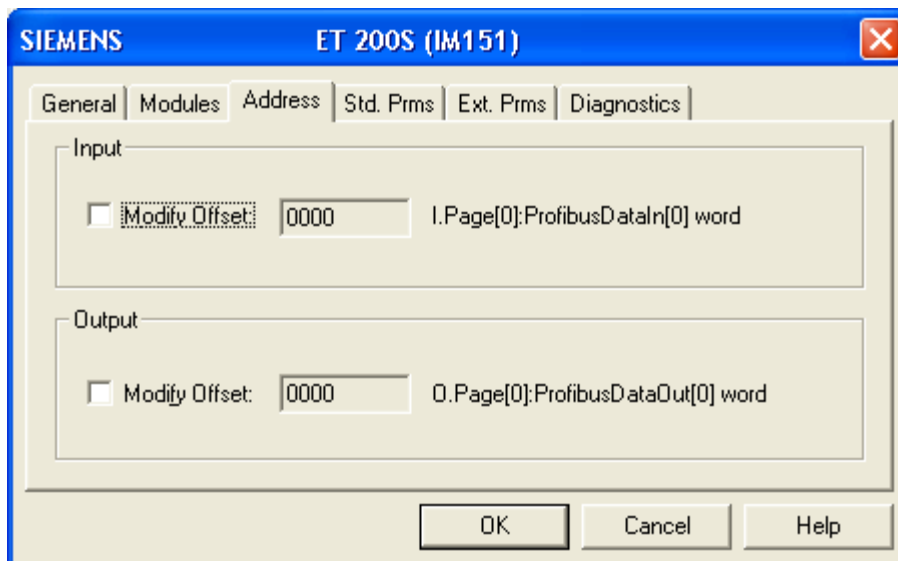 SIEMENS ET 200S (IM151)
General Modules Address Std. Prms Ext. Prms Diagnostics
Input
Modify Offset: 0000 I.Page[0]:ProfibusDataIn[0] word
Output
Modify Offset: 0000 O.Page[0]:ProfibusDataOut[0] word
OK Cancel Help